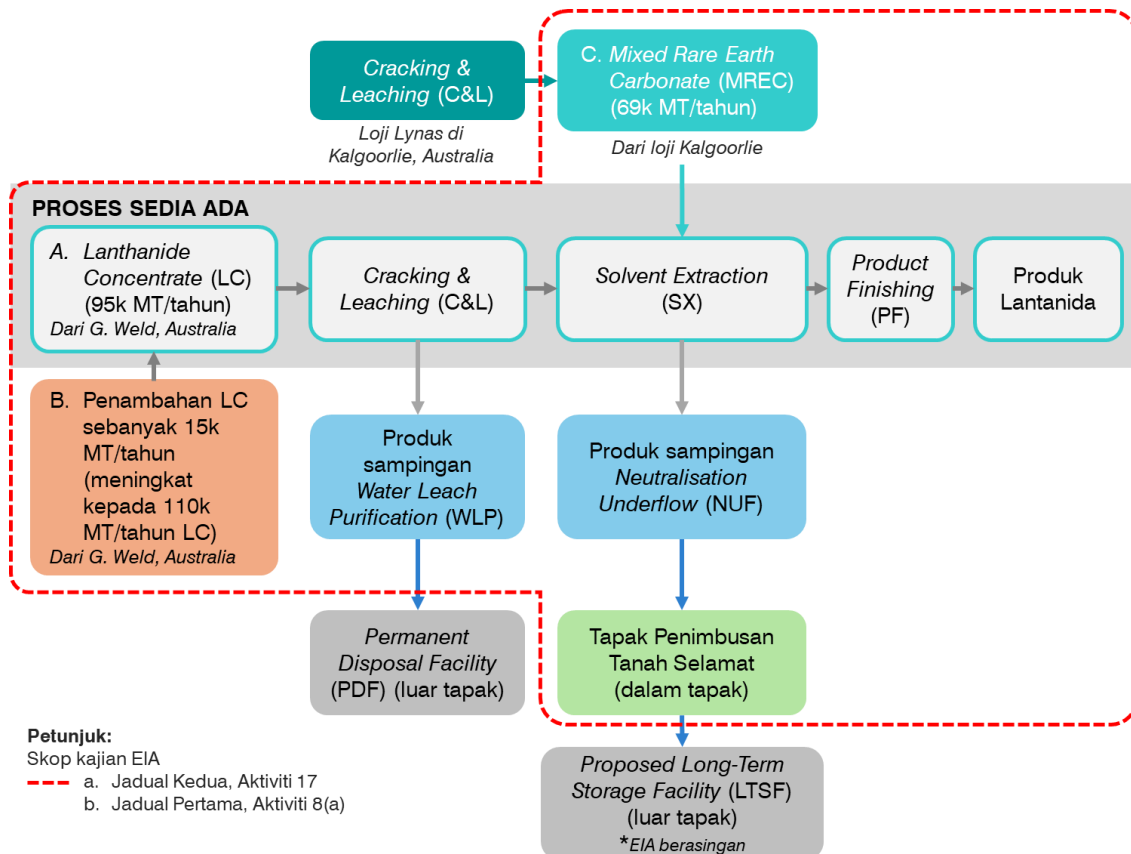 Cracking &
Leaching (C&L)
Loji Lynas di
Kalgoorlie, Australia
C. Mixed Rare Earth
Carbonate (MREC)
(69k MT/tahun)
Dari loji Kalgoorlie
PROSES SEDIA ADA
A. Lanthanide
Concentrate (LC)
(95k MT/tahun)
Dari G. Weld, Australia
Cracking &
Leaching (C&L)
Solvent Extraction
(SX)
Product
Finishing
(PF)
Produk
Lantanida
B. Penambahan LC
sebanyak 15k
MT/tahun
(meningkat
kepada 110k
MT/tahun LC)
Dari G. Weld, Australia
Produk
sampingan
Water Leach
Purification (WLP)
Produk sampingan
Neutralisation
Underflow (NUF)
Permanent
Disposal Facility
(PDF) (luar tapak)
Tapak Penimbusan
Tanah Selamat
(dalam tapak)
Proposed Long-Term
Storage Facility (LTSF)
(luar tapak)
*EIA berasingan
Petunjuk:
Skop kajian EIA
a. Jadual Kedua, Aktiviti 17
b. Jadual Pertama, Aktiviti 8(a)